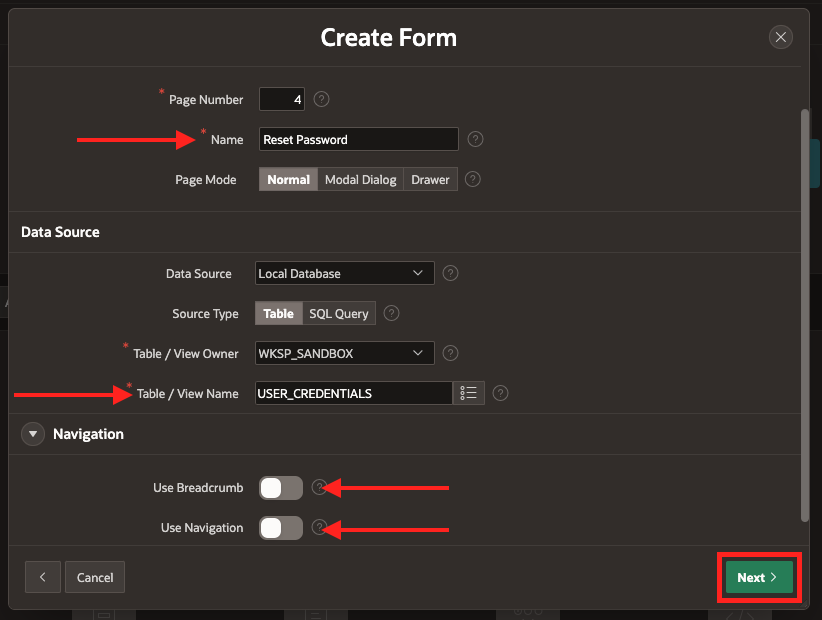 Create Form
* Page Number 4 ?
* Name Reset Password ?
Page Mode Normal Modal Dialog Drawer ?
Data Source
Data Source Local Database ?
Source Type Table SQL Query ?
* Table / View Owner WKSP_SANDBOX ?
* Table / View Name USER_CREDENTIALS ?
Navigation
Use Breadcrumb ?
Use Navigation ?
Cancel
Next